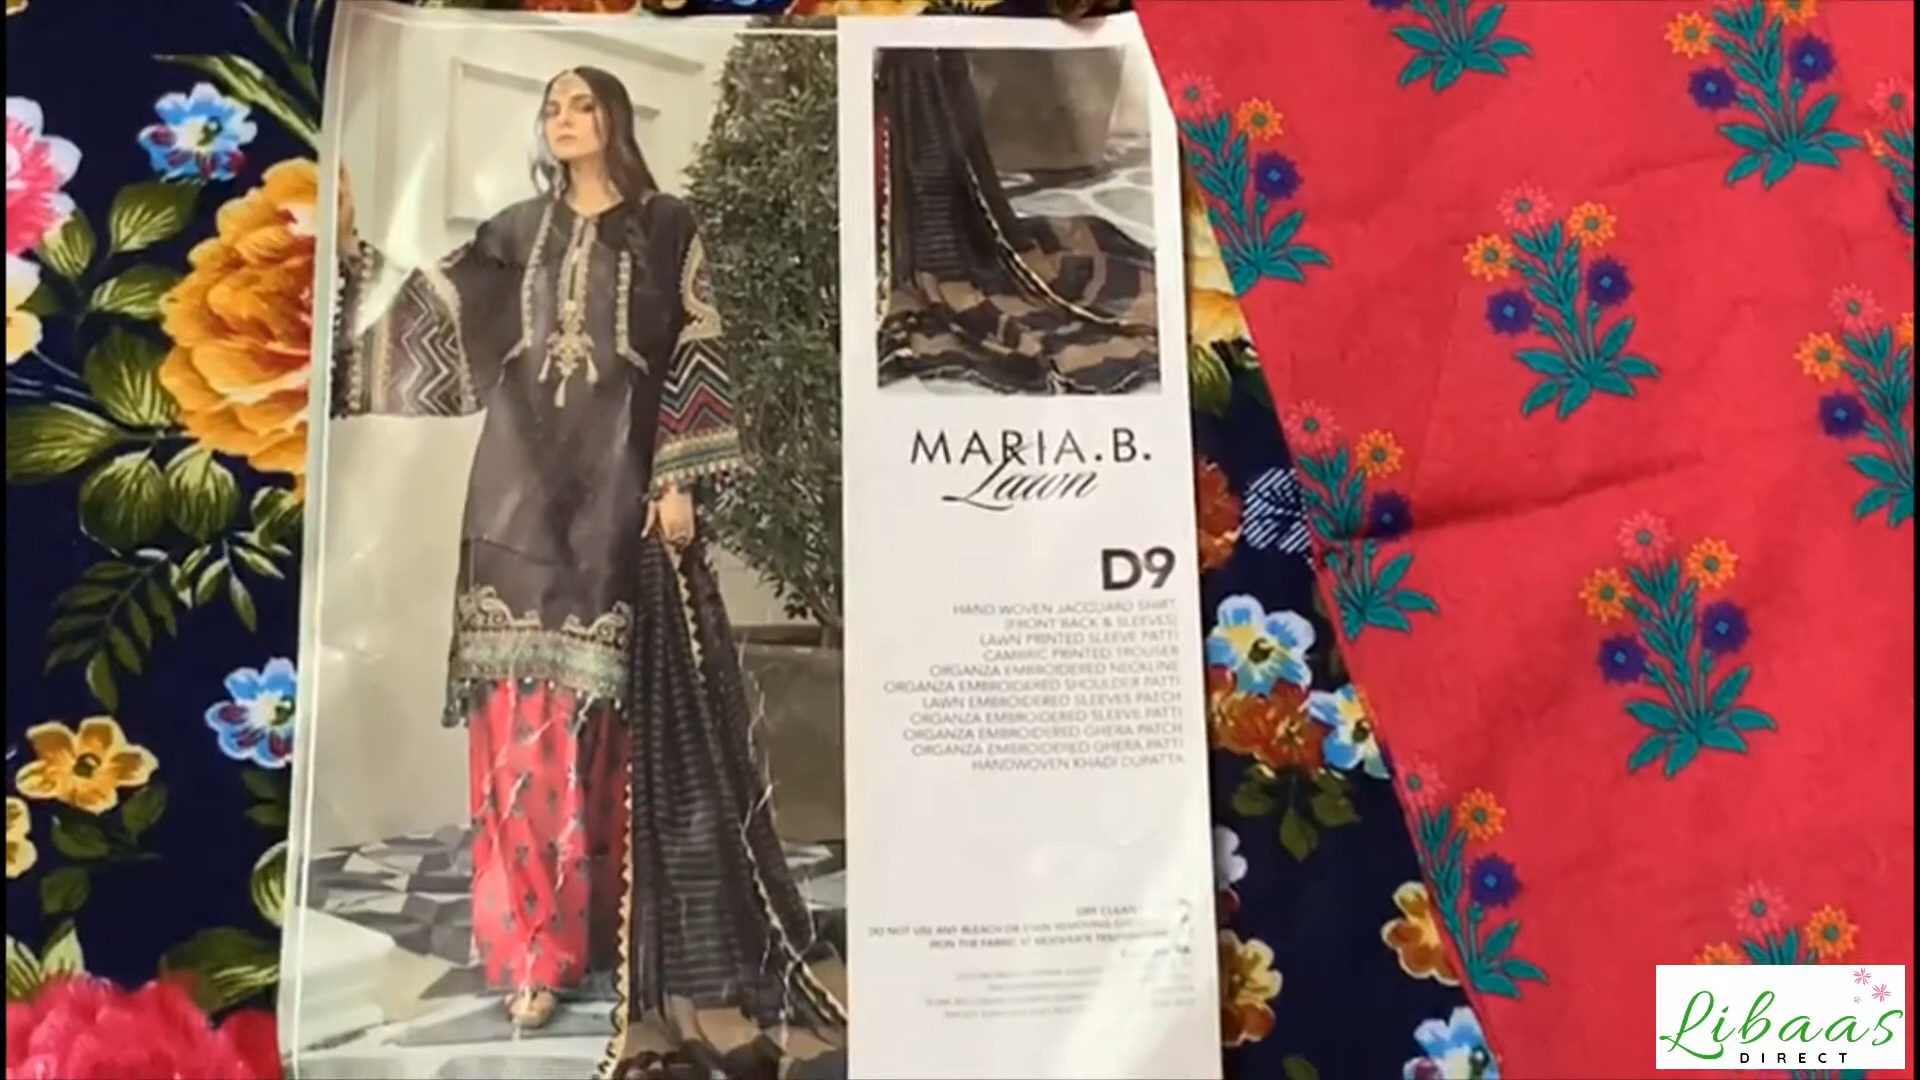 MARIA.B.
Lawn
D9
HAND WOVEN JACQUARD SHIRT
(FRONT BACK & SLEEVES)
LAWN PRINTED SLEEVE PATTI
CAMBRIC PRINTED TROUSER
ORGANZA EMBROIDERED NECKLINE
ORGANZA EMBROIDERED SHOULDER PATTI
LAWN EMBROIDERED SLEEVES PATCH
ORGANZA EMBROIDERED SLEEVE PATTI
ORGANZA EMBROIDERED GHERA PATCH
ORGANZA EMBROIDERED GHERA PATTI
HANDWOVEN KHADI DUPATTA
DRY CLEAN
DO NOT USE ANY BLEACH OR STAIN REMOVING
IRON THE FABRIC AT MODERATE
Libaas
DIRECT